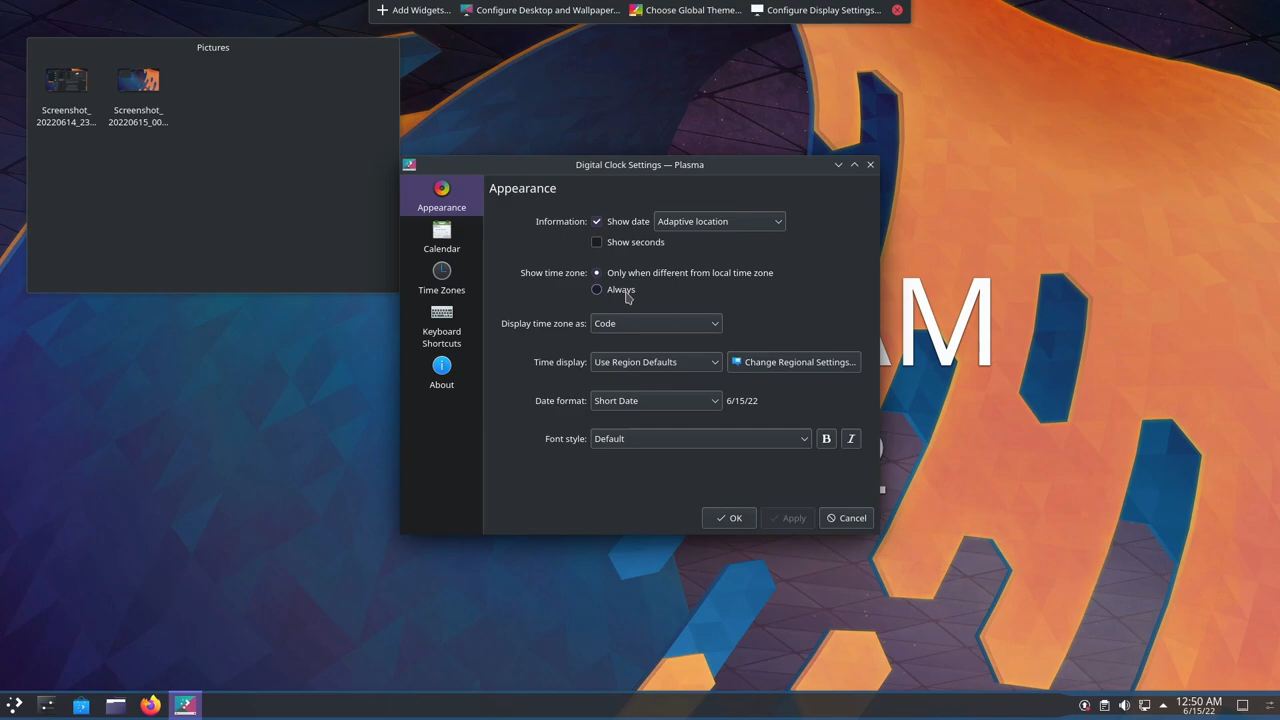 Add Widgets... Configure Desktop and Wallpaper... Choose Global Theme... Configure Display Settings...
Pictures
Screenshot_
20220614_23...
Screenshot_
20220615_00...
Digital Clock Settings — Plasma
Appearance
Calendar
Time Zones
Keyboard
Shortcuts
About
Appearance
Information: Show date Adaptive location
Show seconds
Show time zone: Only when different from local time zone
Always
Display time zone as: Code
Time display: Use Region Defaults Change Regional Settings...
Date format: Short Date 6/15/22
Font style: Default B I
OK Apply Cancel
AM
12:50 AM
6/15/22